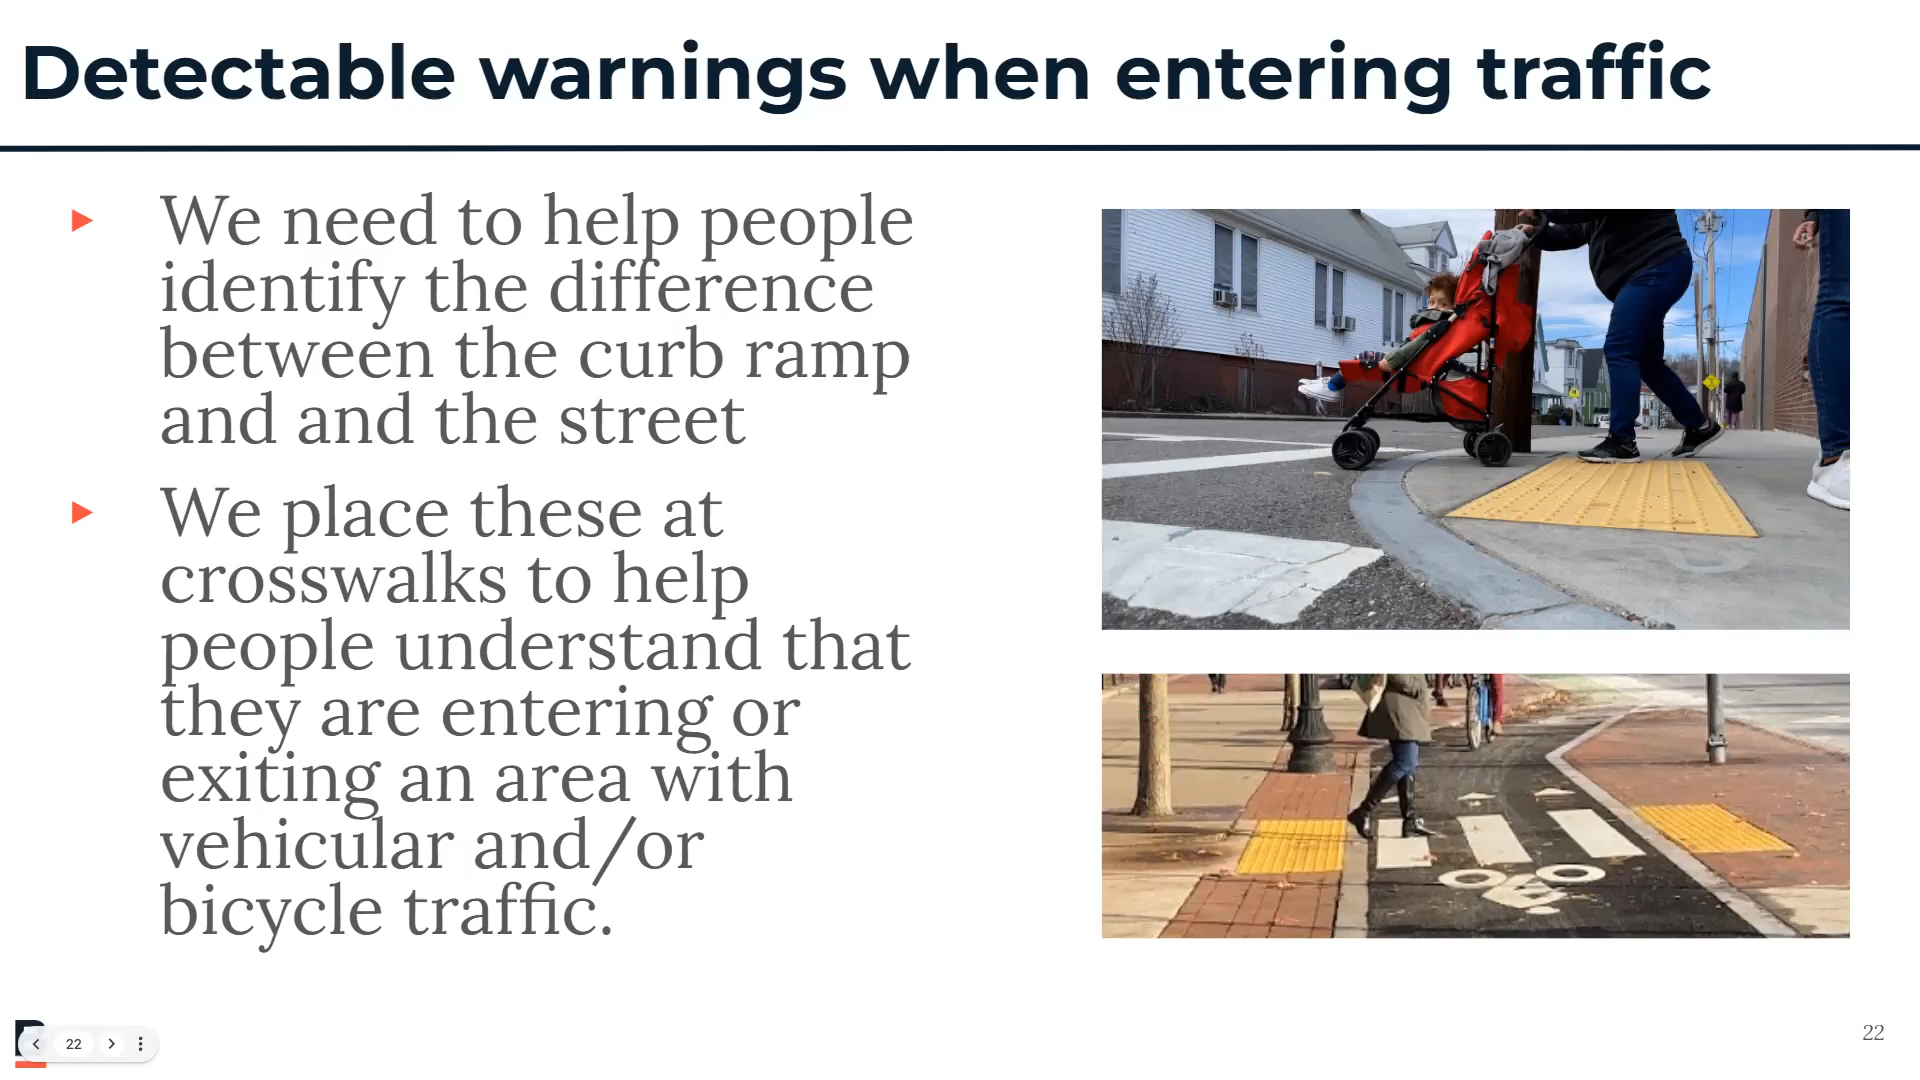 Detectable warnings when entering traffic
We need to help people
identify the difference
between the curb ramp
and and the street
We place these at
crosswalks to help
people understand that
they are entering or
exiting an area with
vehicular and/or
bicycle traffic.
22
22